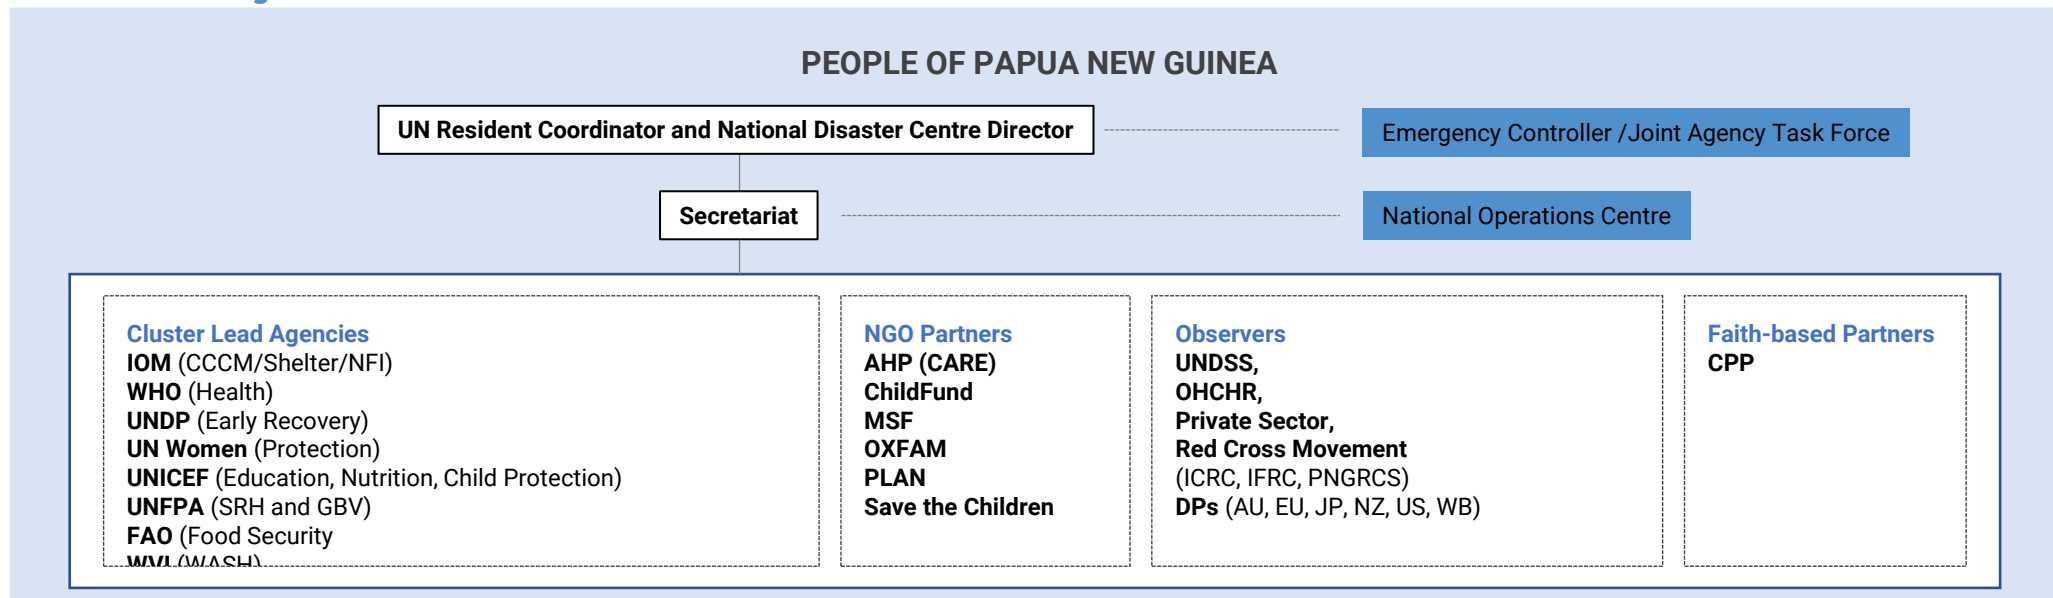 PEOPLE OF PAPUA NEW GUINEA
UN Resident Coordinator and National Disaster Centre Director
Emergency Controller /Joint Agency Task Force
Secretariat
National Operations Centre
Cluster Lead Agencies
IOM (CCCM/Shelter/NFI)
WHO (Health)
UNDP (Early Recovery)
UN Women (Protection)
UNICEF (Education, Nutrition, Child Protection)
UNFPA (SRH and GBV)
FAO (Food Security
WVI (WASH)
NGO Partners
AHP (CARE)
ChildFund
MSF
OXFAM
PLAN
Save the Children
Observers
UNDSS,
OHCHR,
Private Sector,
Red Cross Movement
(ICRC, IFRC, PNGRCS)
DPs (AU, EU, JP, NZ, US, WB)
Faith-based Partners
CPP